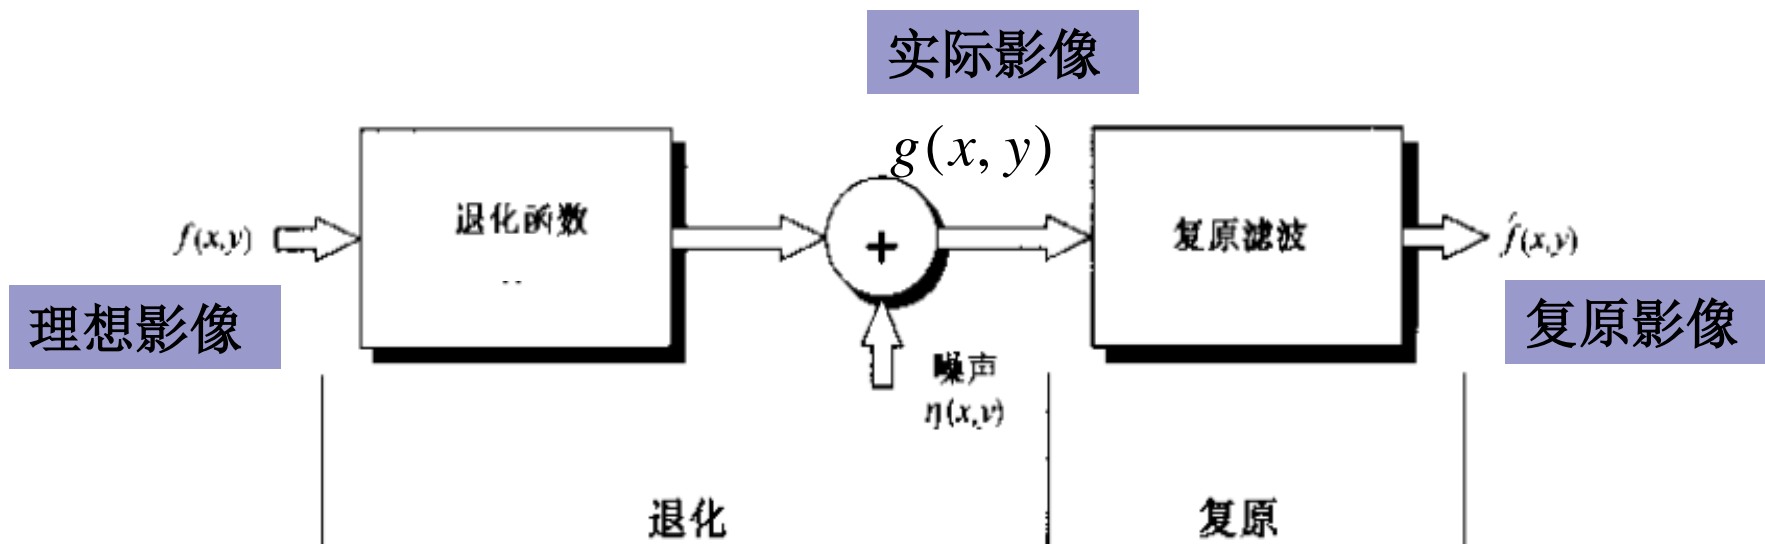 实际影像
g(x, y)
退化函数
f(x,y)
+
复原滤波
f̂(x,y)
理想影像
复原影像
噪声
η(x,y)
退化
复原